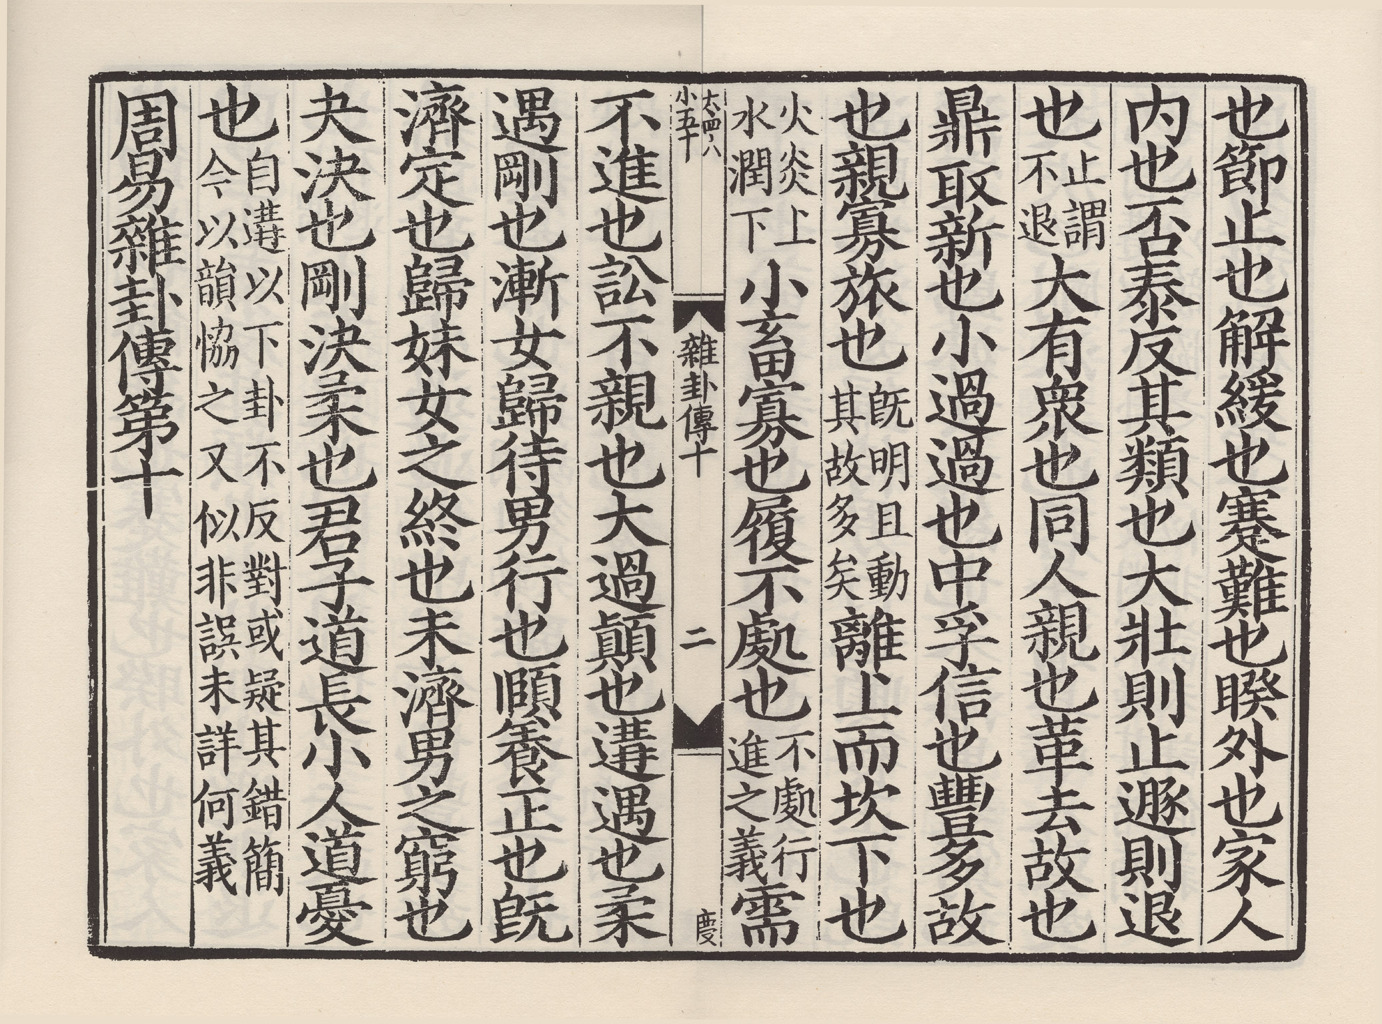 也節止也解緩也蹇難也睽外也家人
内也否泰反其類也大壯則止遯則退
也止謂
不退大有衆也同人親也革去故也
鼎取新也小過過也中孚信也豐多故
也親寡旅也旣明且動
其故多矣離上而坎下也
火炎上
水潤下小畜寡也履不處也不處行
進之義需
大四八
小五十
雜卦傳十
二
慶
不進也訟不親也大過顚也遘遇也柔
遇剛也漸女歸待男行也頤養正也旣
濟定也歸妹女之終也未濟男之窮也
夬決也剛決柔也君子道長小人道憂
也自遘以下卦不反對或疑其錯簡
今以韻恊之又似非誤未詳何義
周易雜卦傳第十